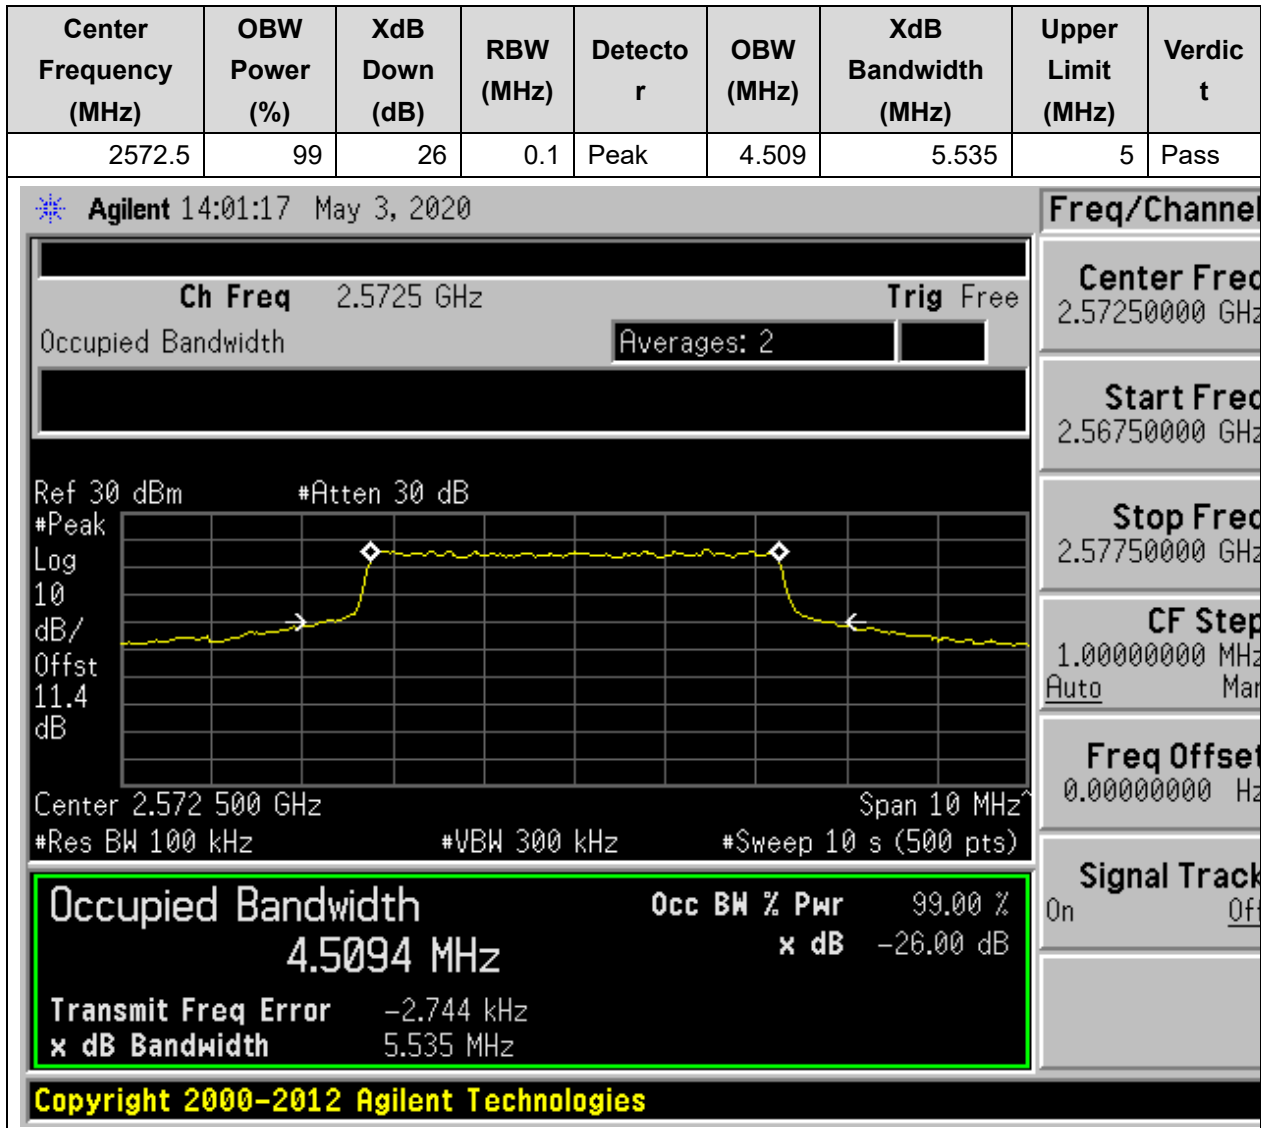 Center Frequency (MHz) OBW Power (%) XdB Down (dB) RBW (MHz) Detecto r OBW (MHz) XdB Bandwidth (MHz) Upper Limit (MHz) Verdic t
2572.5 99 26 0.1 Peak 4.509 5.535 5 Pass
Agilent 14:01:17 May 3, 2020
Freq/Channel
Ch Freq 2.5725 GHz Trig Free
Occupied Bandwidth Averages: 2
Center Freq
2.57250000 GHz
Start Freq
2.56750000 GHz
Stop Freq
2.57750000 GHz
CF Step
1.00000000 MHz
Auto Man
Freq Offset
0.00000000 Hz
Signal Track
On Off
Ref 30 dBm #Atten 30 dB
#Peak
Log
10
dB/
Offst
11.4
dB
Center 2.572 500 GHz Span 10 MHz^
#Res BW 100 kHz #VBW 300 kHz #Sweep 10 s (500 pts)
Occupied Bandwidth Occ BW % Pwr 99.00 %
4.5094 MHz x dB -26.00 dB
Transmit Freq Error -2.744 kHz
x dB Bandwidth 5.535 MHz
Copyright 2000-2012 Agilent Technologies